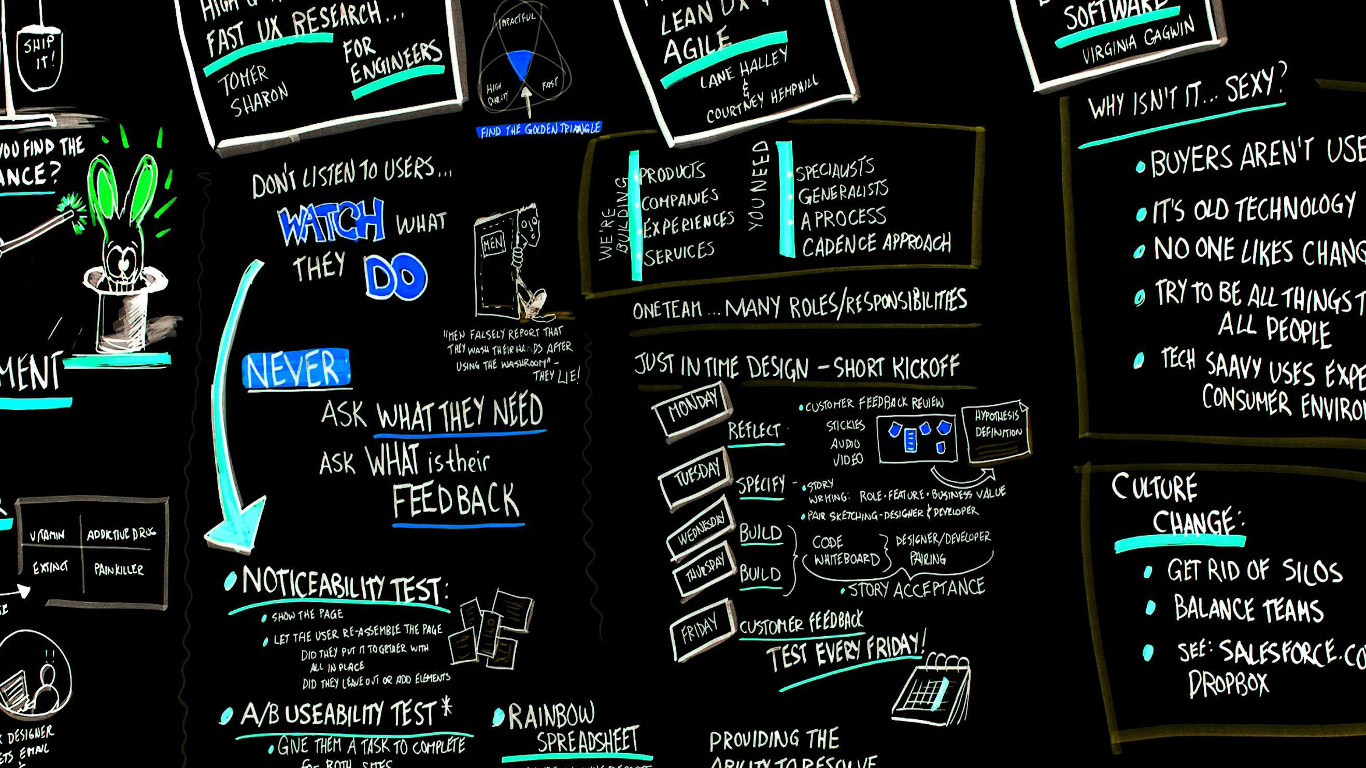 SHIP
IT!
YOU FIND THE
ANCE?
MENT
VITAMIN
ADDICTIVE DRUG
EXTINCT
PAINKILLER
DESIGNER
ETS EMAIL
FAST UX RESEARCH...
FOR
ENGINEERS
TOMER
SHARON
IMPACTFUL
HIGH
QUALITY
FAST
FIND THE GOLDEN TRIANGLE
DON'T LISTEN TO USERS...
WATCH WHAT
THEY DO
MEN
"MEN FALSELY REPORT THAT
THEY WASH THEIR HANDS AFTER
USING THE WASHROOM" -
THEY LIE!
NEVER
ASK WHAT THEY NEED
ASK WHAT is their
FEEDBACK
NOTICEABILITY TEST:
SHOW THE PAGE
LET THE USER RE-ASSEMBLE THE PAGE
DID THEY PUT IT TOGETHER WITH
ALL IN PLACE
DID THEY LEAVE OUT OR ADD ELEMENTS
A/B USEABILITY TEST *
GIVE THEM A TASK TO COMPLETE
FOR BOTH SITES
RAINBOW
SPREADSHEET
LEAN UX &
AGILE
LANE HALLEY
&
COURTNEY HEMPHILL
WE'RE BUILDING
PRODUCTS
COMPANIES
EXPERIENCES
SERVICES
YOU NEED
SPECIALISTS
GENERALISTS
A PROCESS
CADENCE APPROACH
ONE TEAM ... MANY ROLES/RESPONSIBILITIES
JUST IN TIME DESIGN - SHORT KICKOFF
MONDAY
REFLECT
CUSTOMER FEEDBACK REVIEW
STICKIES
AUDIO
VIDEO
HYPOTHESIS
DEFINITION
TUESDAY
SPECIFY -
STORY
WRITING: ROLE · FEATURE · BUSINESS VALUE
PAIR SKETCHING - DESIGNER & DEVELOPER
WEDNESDAY
BUILD
THURSDAY
BUILD
CODE
WHITEBOARD
DESIGNER/DEVELOPER
PAIRING
STORY ACCEPTANCE
FRIDAY
CUSTOMER FEEDBACK
TEST EVERY FRIDAY!
PROVIDING THE
ABILITY TO RESOLVE
SOFTWARE
VIRGINIA GAGWIN
WHY ISN'T IT... SEXY?
BUYERS AREN'T USE
IT'S OLD TECHNOLOGY
NO ONE LIKES CHANG
TRY TO BE ALL THINGS T
ALL PEOPLE
TECH SAAVY USES EXPE
CONSUMER ENVIRO
CULTURE
CHANGE:
GET RID OF SILOS
BALANCE TEAMS
SEE: SALESFORCE.CO
DROPBOX